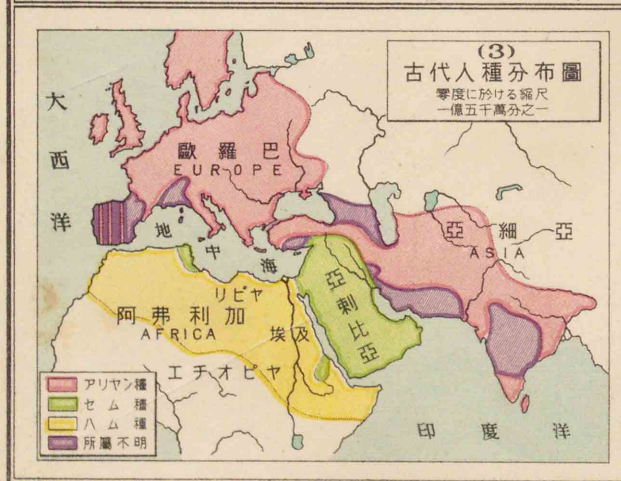 (3)
古代人種分布圖
零度に於ける縮尺
一億五千萬分之一
大西洋
歐羅巴
EUROPE
地中海
亞細亞
ASIA
リビヤ
阿弗利加
AFRICA
埃及
亞剌比亞
エチオピヤ
印度洋
アリヤン種
セム種
ハム種
所屬不明